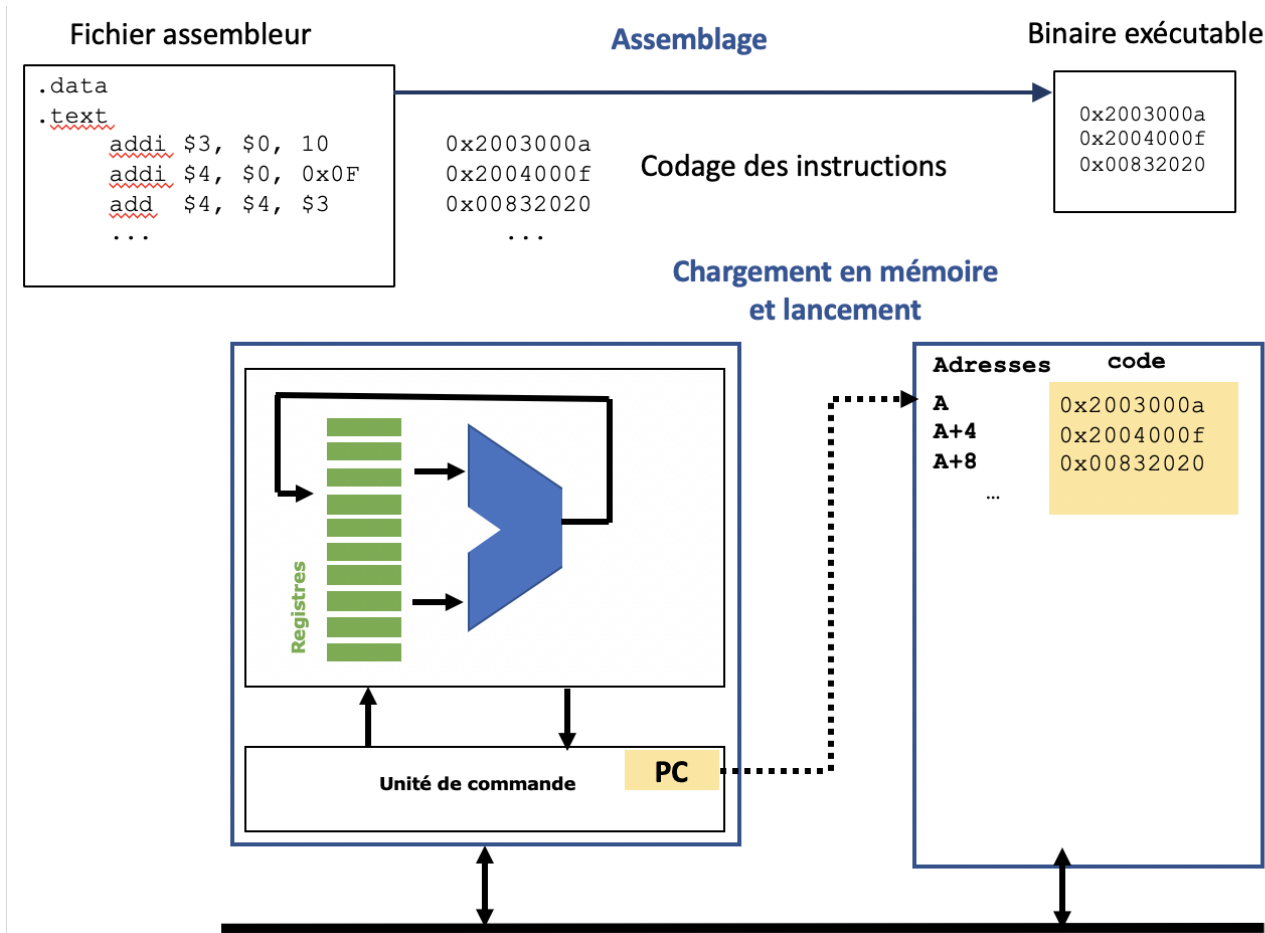 Fichier assembleur
Assemblage
Binaire exécutable
.data
.text
addi $3, $0, 10
addi $4, $0, 0x0F
add $4, $4, $3
...
0x2003000a
0x2004000f
0x00832020
...
Codage des instructions
0x2003000a
0x2004000f
0x00832020
Chargement en mémoire
et lancement
Registres
Unité de commande
PC
Adresses code
A 0x2003000a
A+4 0x2004000f
A+8 0x00832020
...